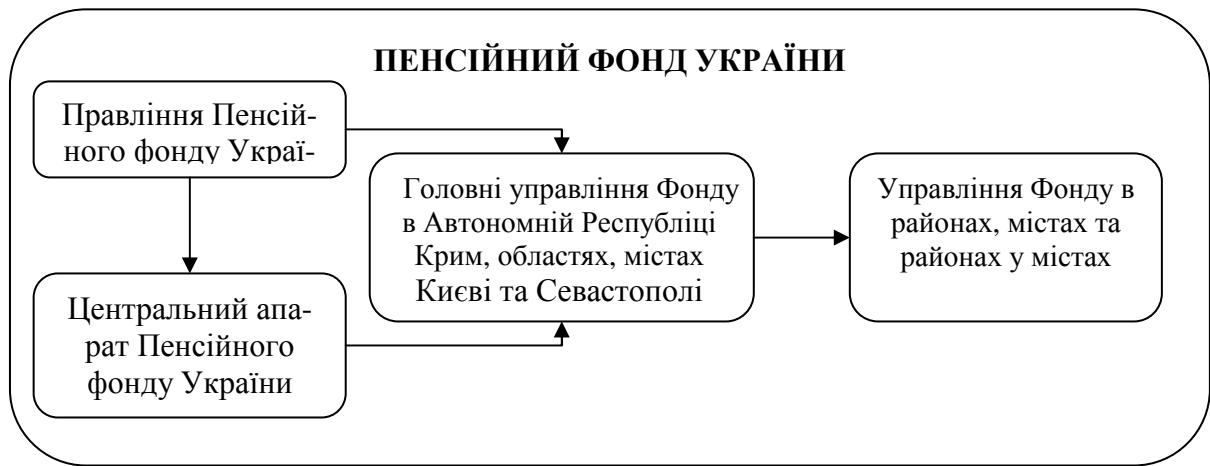 ПЕНСІЙНИЙ ФОНД УКРАЇНИ
Правління Пенсій-
ного фонду Украї-
Центральний апа-
рат Пенсійного
фонду України
Головні управління Фонду
в Автономній Республіці
Крим, областях, містах
Києві та Севастополі
Управління Фонду в
районах, містах та
районах у містах